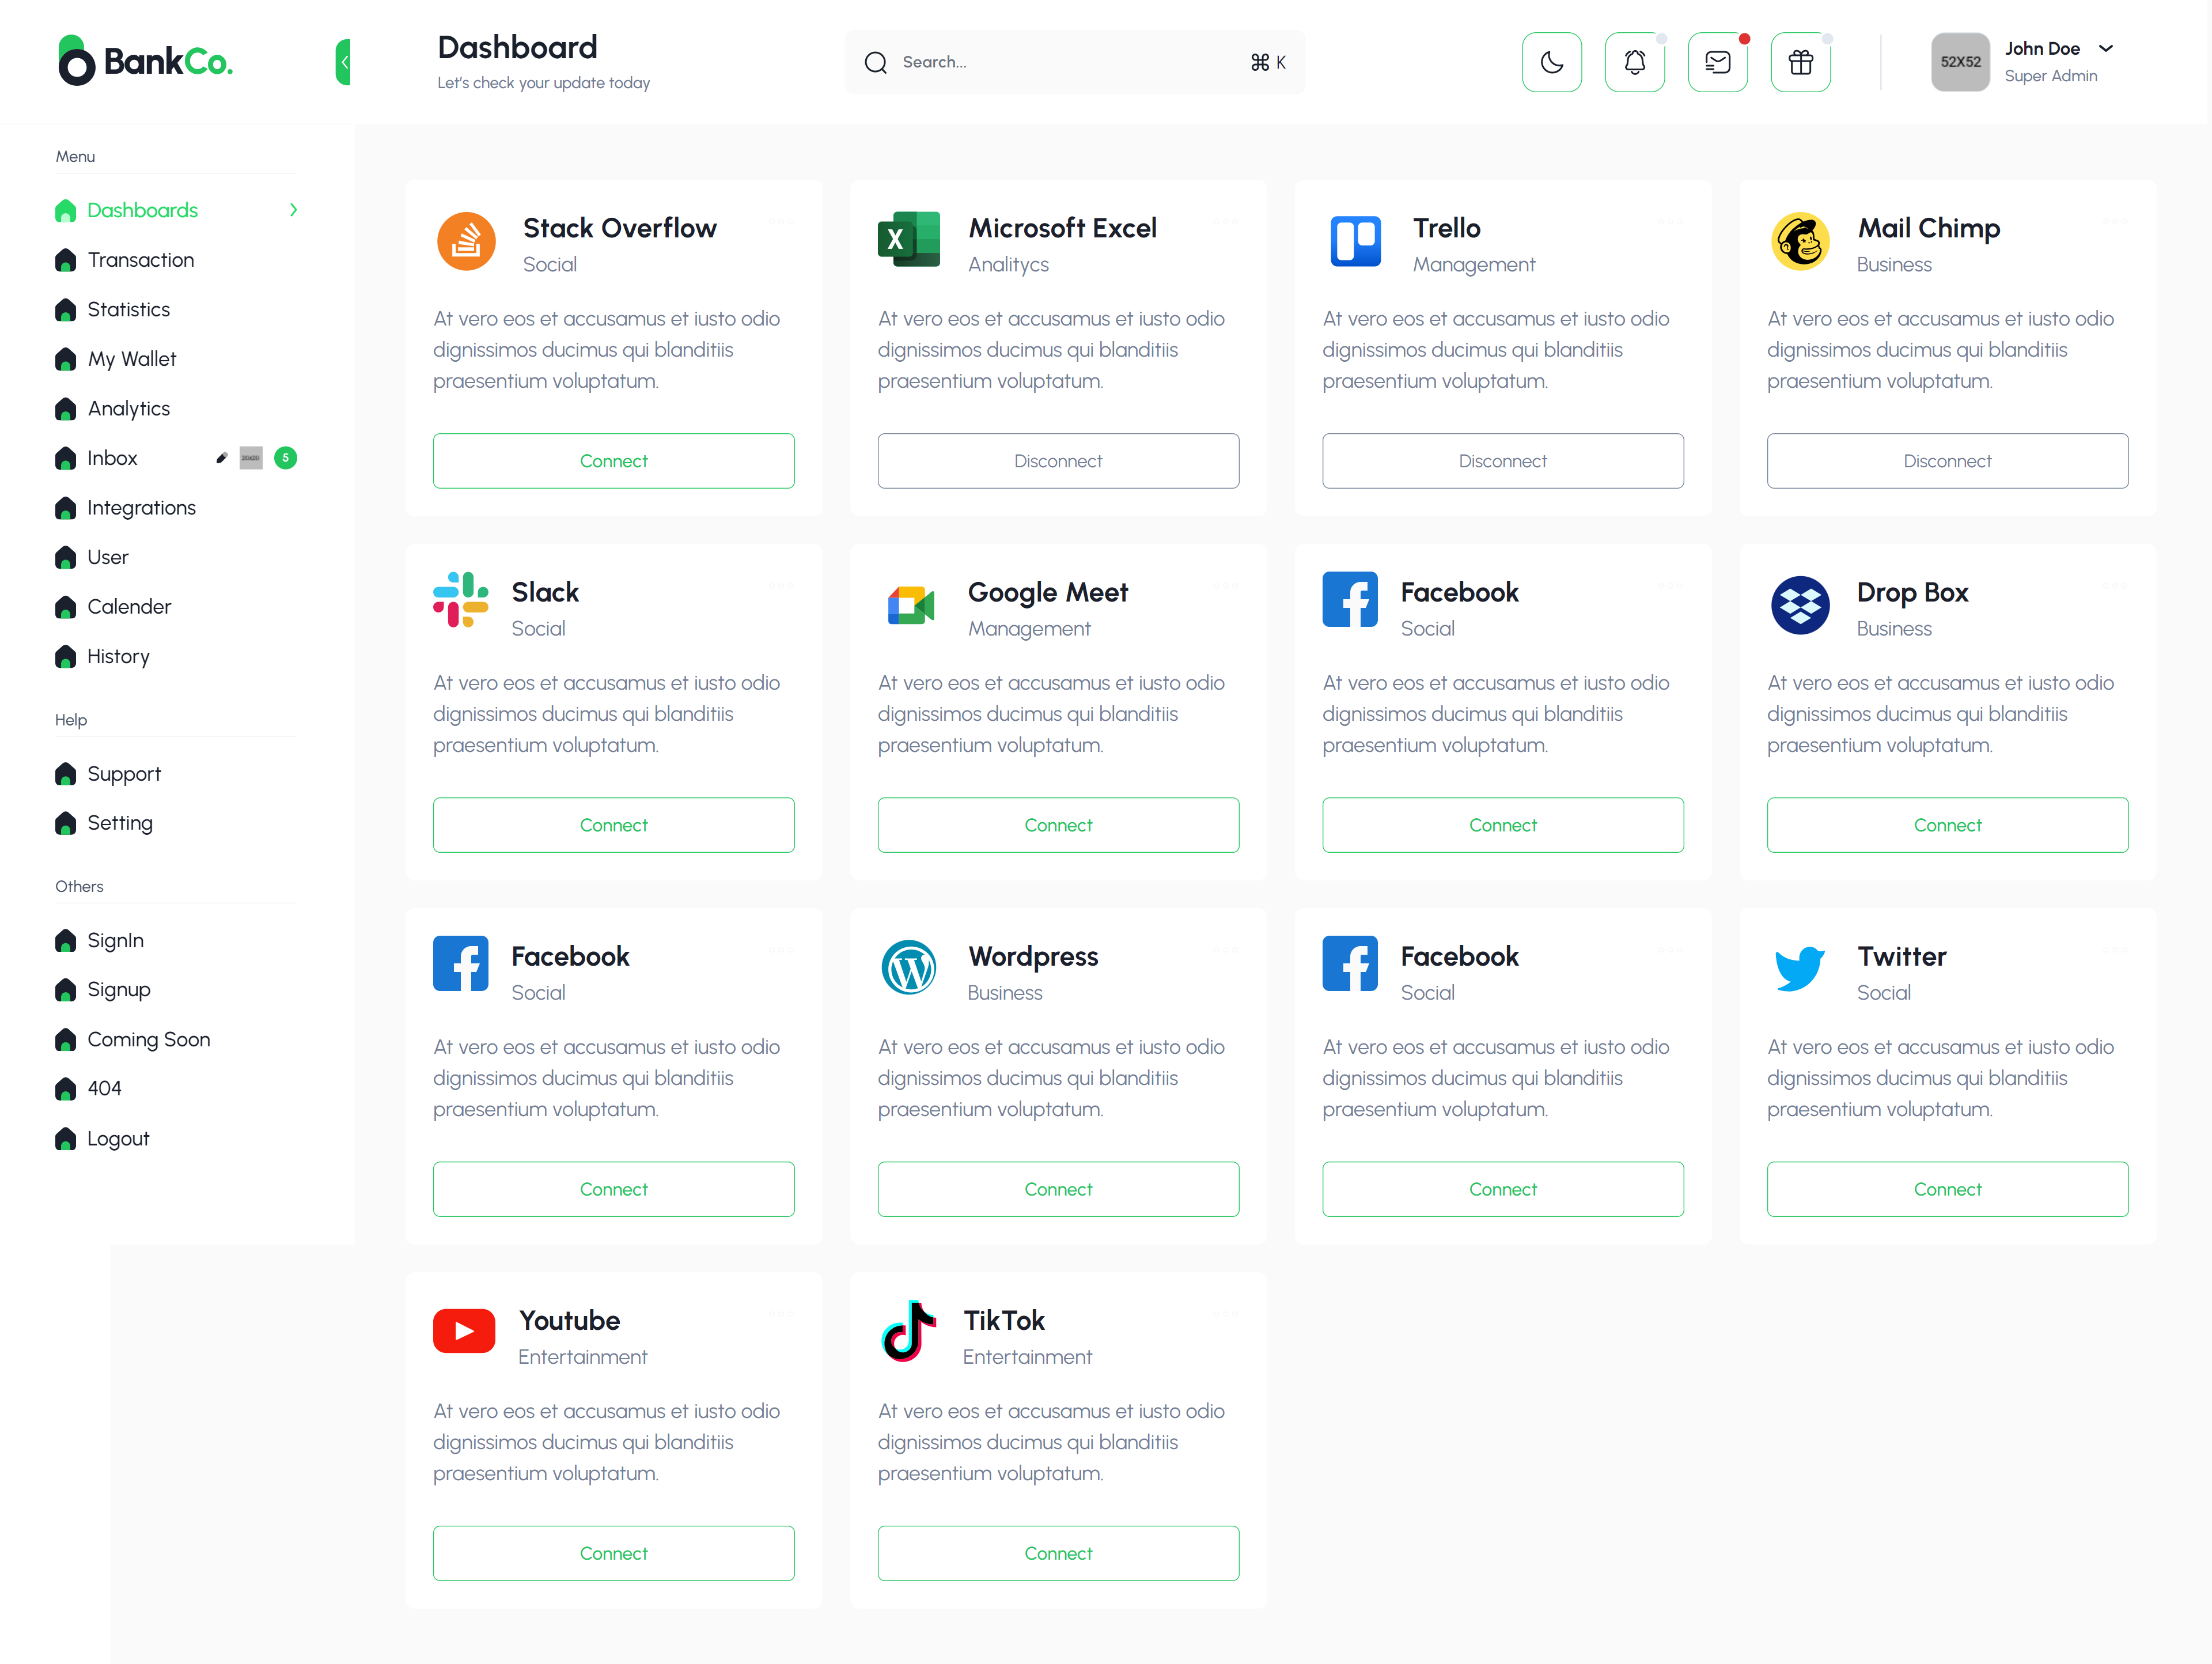 BankCo.
Dashboard
Let's check your update today
Search...
⌘ K
52X52
John Doe
Super Admin
Menu
Dashboards
Transaction
Statistics
My Wallet
Analytics
Inbox
5
Integrations
User
Calender
History
Help
Support
Setting
Others
SignIn
Signup
Coming Soon
404
Logout
Stack Overflow
Social
At vero eos et accusamus et iusto odio
dignissimos ducimus qui blanditiis
praesentium voluptatum.
Connect
Microsoft Excel
Analitycs
At vero eos et accusamus et iusto odio
dignissimos ducimus qui blanditiis
praesentium voluptatum.
Disconnect
Trello
Management
At vero eos et accusamus et iusto odio
dignissimos ducimus qui blanditiis
praesentium voluptatum.
Disconnect
Mail Chimp
Business
At vero eos et accusamus et iusto odio
dignissimos ducimus qui blanditiis
praesentium voluptatum.
Disconnect
Slack
Social
At vero eos et accusamus et iusto odio
dignissimos ducimus qui blanditiis
praesentium voluptatum.
Connect
Google Meet
Management
At vero eos et accusamus et iusto odio
dignissimos ducimus qui blanditiis
praesentium voluptatum.
Connect
Facebook
Social
At vero eos et accusamus et iusto odio
dignissimos ducimus qui blanditiis
praesentium voluptatum.
Connect
Drop Box
Business
At vero eos et accusamus et iusto odio
dignissimos ducimus qui blanditiis
praesentium voluptatum.
Connect
Facebook
Social
At vero eos et accusamus et iusto odio
dignissimos ducimus qui blanditiis
praesentium voluptatum.
Connect
Wordpress
Business
At vero eos et accusamus et iusto odio
dignissimos ducimus qui blanditiis
praesentium voluptatum.
Connect
Facebook
Social
At vero eos et accusamus et iusto odio
dignissimos ducimus qui blanditiis
praesentium voluptatum.
Connect
Twitter
Social
At vero eos et accusamus et iusto odio
dignissimos ducimus qui blanditiis
praesentium voluptatum.
Connect
Youtube
Entertainment
At vero eos et accusamus et iusto odio
dignissimos ducimus qui blanditiis
praesentium voluptatum.
Connect
TikTok
Entertainment
At vero eos et accusamus et iusto odio
dignissimos ducimus qui blanditiis
praesentium voluptatum.
Connect